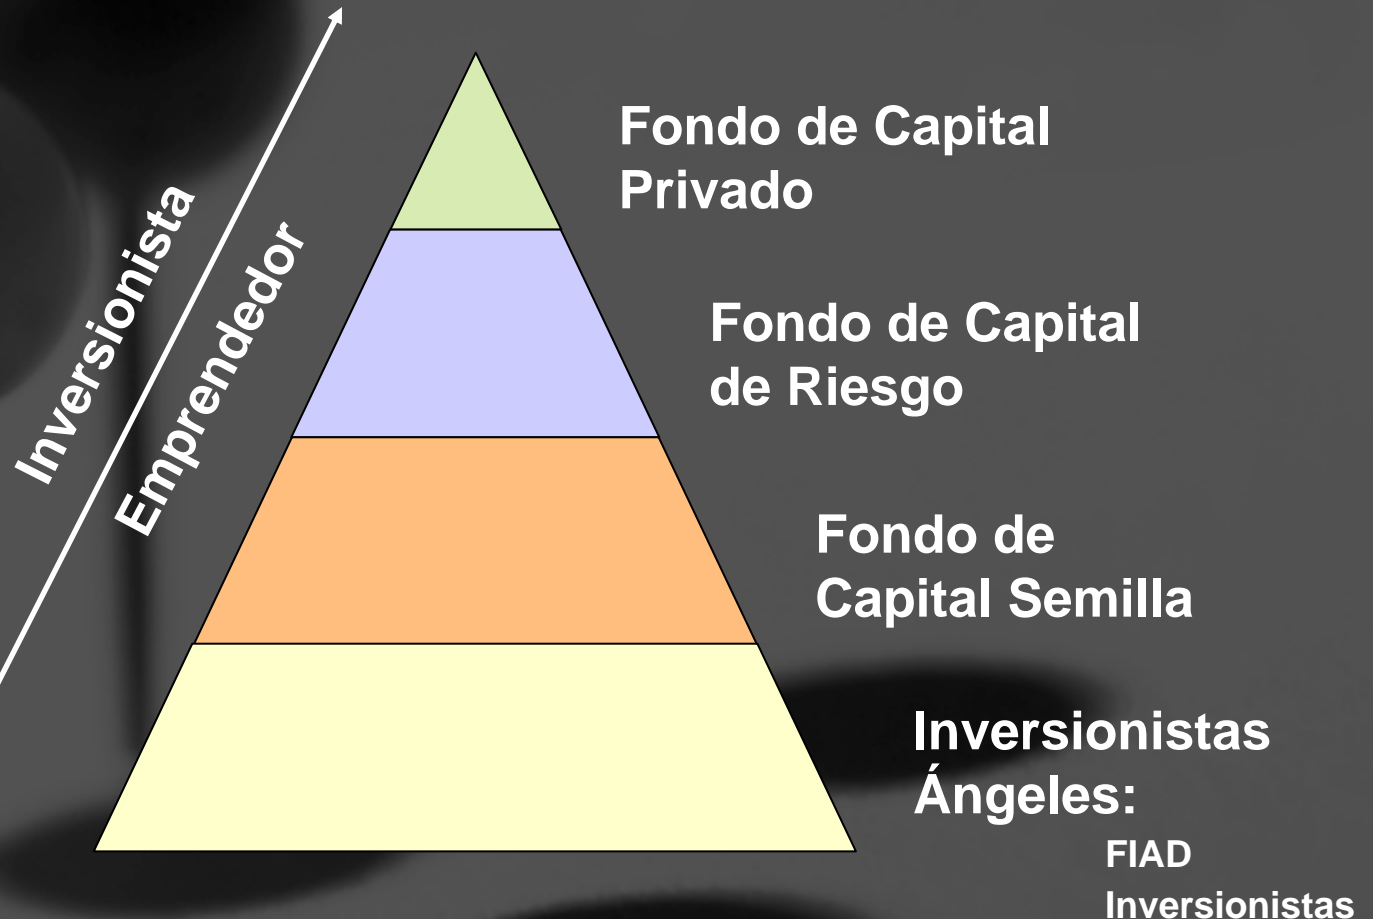 Inversionista
Emprendedor
Fondo de Capital
Privado
Fondo de Capital
de Riesgo
Fondo de
Capital Semilla
Inversionistas
Ángeles:
FIAD
Inversionistas